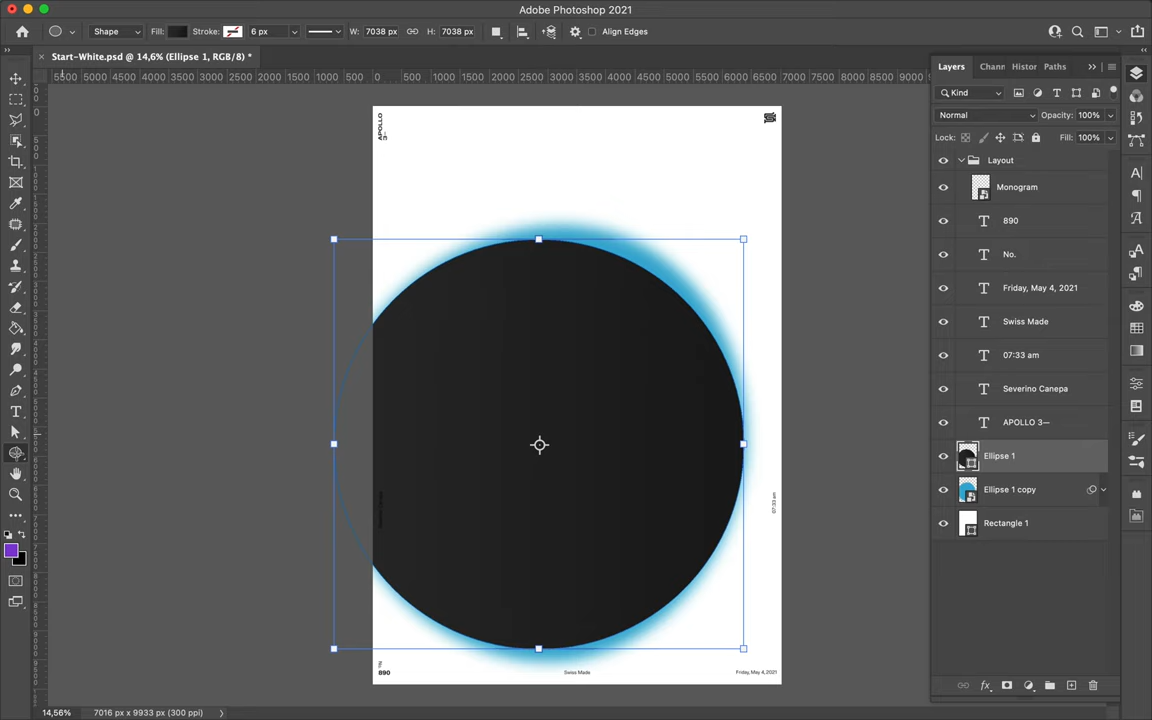 Adobe Photoshop 2021
Shape
Fill:
Stroke:
6 px
W: 7038 px
H: 7038 px
Align Edges
Start-White.psd @ 14,6% (Ellipse 1, RGB/8) *
5500 5000 4500 4000 3500 3000 2500 2000 1500 1000 500 0 500 1000 1500 2000 2500 3000 3500 4000 4500 5000 5500 6000 6500 7000 7500 8000 8500 9000
Layers
Chann
Histor
Paths
Kind
Normal
Opacity: 100%
Lock:
Fill: 100%
Layout
Monogram
890
No.
Friday, May 4, 2021
Swiss Made
07:33 am
Severino Canepa
APOLLO 3—
Ellipse 1
Ellipse 1 copy
Rectangle 1
APOLLO
3—
07:33 am
890
Swiss Made
Friday, May 4, 2021
14,56%
7016 px x 9933 px (300 ppi)